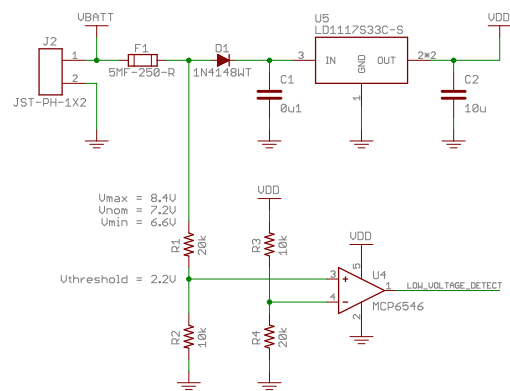 VBATT
U5
VDD
J2
F1
D1
LD1117S33C-S
1
5MF-250-R
1N4148WT
3
IN
GND
OUT
2*2
2
C1
C2
JST-PH-1X2
0u1
1
10u
Vmax = 8.4V
Vnom = 7.2V
Vmin = 6.6V
VDD
R1
20k
R3
10k
VDD
Vthreshold = 2.2V
3
5
U4
+
1
LOW_VOLTAGE_DETECT
4
-
MCP6546
2
R2
10k
R4
20k